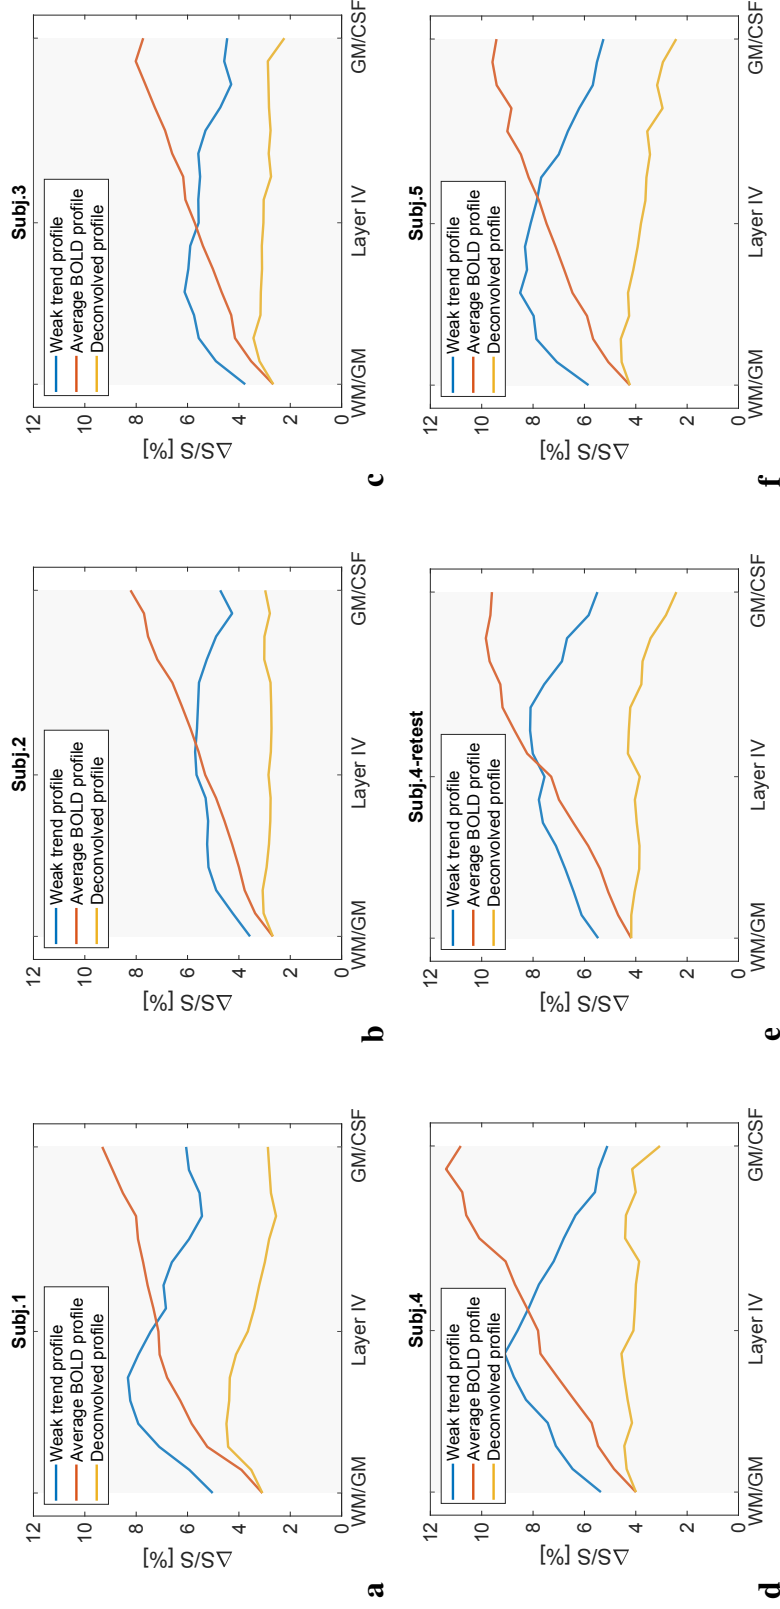 Subj.1
12
10
8
6
4
2
0
ΔS/S [%]
Weak trend profile
Average BOLD profile
Deconvolved profile
WM/GM
Layer IV
GM/CSF
a
Subj.2
12
10
8
6
4
2
0
ΔS/S [%]
Weak trend profile
Average BOLD profile
Deconvolved profile
WM/GM
Layer IV
GM/CSF
b
Subj.3
12
10
8
6
4
2
0
ΔS/S [%]
Weak trend profile
Average BOLD profile
Deconvolved profile
WM/GM
Layer IV
GM/CSF
c
Subj.4
12
10
8
6
4
2
0
ΔS/S [%]
Weak trend profile
Average BOLD profile
Deconvolved profile
WM/GM
Layer IV
GM/CSF
d
Subj.4-retest
12
10
8
6
4
2
0
ΔS/S [%]
Weak trend profile
Average BOLD profile
Deconvolved profile
WM/GM
Layer IV
GM/CSF
e
Subj.5
12
10
8
6
4
2
0
ΔS/S [%]
Weak trend profile
Average BOLD profile
Deconvolved profile
WM/GM
Layer IV
GM/CSF
f